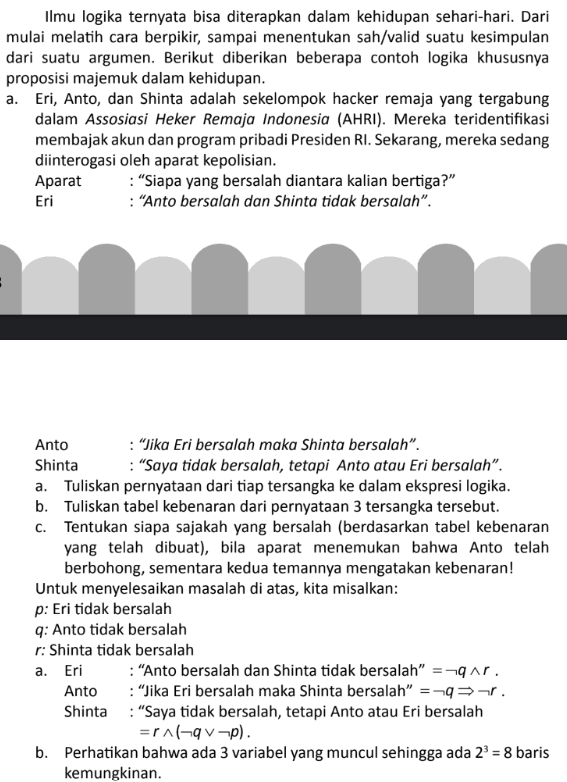 Ilmu logika ternyata bisa diterapkan dalam kehidupan sehari-hari. Dari
mulai melatih cara berpikir, sampai menentukan sah/valid suatu kesimpulan
dari suatu argumen. Berikut diberikan beberapa contoh logika khususnya
proposisi majemuk dalam kehidupan.
a. Eri, Anto, dan Shinta adalah sekelompok hacker remaja yang tergabung
dalam Assosiasi Heker Remaja Indonesia (AHRI). Mereka teridentifikasi
membajak akun dan program pribadi Presiden RI. Sekarang, mereka sedang
diinterogasi oleh aparat kepolisian.
Aparat : “Siapa yang bersalah diantara kalian bertiga?”
Eri : “Anto bersalah dan Shinta tidak bersalah”.
Anto : “Jika Eri bersalah maka Shinta bersalah”.
Shinta : “Saya tidak bersalah, tetapi Anto atau Eri bersalah”.
a. Tuliskan pernyataan dari tiap tersangka ke dalam ekspresi logika.
b. Tuliskan tabel kebenaran dari pernyataan 3 tersangka tersebut.
c. Tentukan siapa sajakah yang bersalah (berdasarkan tabel kebenaran
yang telah dibuat), bila aparat menemukan bahwa Anto telah
berbohong, sementara kedua temannya mengatakan kebenaran!
Untuk menyelesaikan masalah di atas, kita misalkan:
p: Eri tidak bersalah
q: Anto tidak bersalah
r: Shinta tidak bersalah
a. Eri : “Anto bersalah dan Shinta tidak bersalah” = ¬q ∧ r .
Anto : “Jika Eri bersalah maka Shinta bersalah” = ¬q ⇒ ¬r .
Shinta : “Saya tidak bersalah, tetapi Anto atau Eri bersalah
= r ∧ (¬q ∨ ¬p) .
b. Perhatikan bahwa ada 3 variabel yang muncul sehingga ada 2³ = 8 baris
kemungkinan.